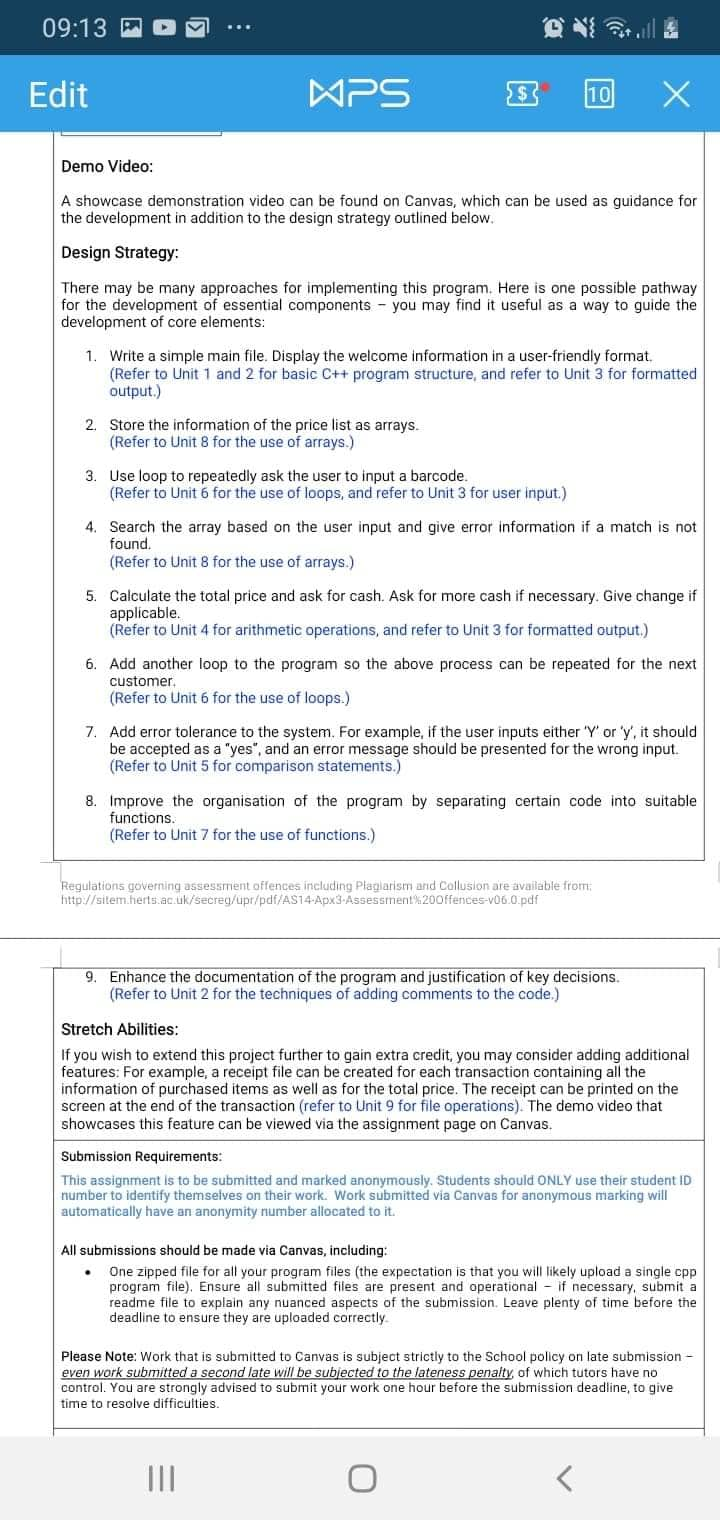 09:13
Edit
WPS
$
10
Demo Video:
A showcase demonstration video can be found on Canvas, which can be used as guidance for
the development in addition to the design strategy outlined below.
Design Strategy:
There may be many approaches for implementing this program. Here is one possible pathway
for the development of essential components – you may find it useful as a way to guide the
development of core elements:
1. Write a simple main file. Display the welcome information in a user-friendly format.
(Refer to Unit 1 and 2 for basic C++ program structure, and refer to Unit 3 for formatted
output.)
2. Store the information of the price list as arrays.
(Refer to Unit 8 for the use of arrays.)
3. Use loop to repeatedly ask the user to input a barcode.
(Refer to Unit 6 for the use of loops, and refer to Unit 3 for user input.)
4. Search the array based on the user input and give error information if a match is not
found.
(Refer to Unit 8 for the use of arrays.)
5. Calculate the total price and ask for cash. Ask for more cash if necessary. Give change if
applicable.
(Refer to Unit 4 for arithmetic operations, and refer to Unit 3 for formatted output.)
6. Add another loop to the program so the above process can be repeated for the next
customer.
(Refer to Unit 6 for the use of loops.)
7. Add error tolerance to the system. For example, if the user inputs either 'Y' or 'y', it should
be accepted as a "yes", and an error message should be presented for the wrong input.
(Refer to Unit 5 for comparison statements.)
8. Improve the organisation of the program by separating certain code into suitable
functions.
(Refer to Unit 7 for the use of functions.)
Regulations governing assessment offences including Plagiarism and Collusion are available from:
http://sitem.herts.ac.uk/secreg/upr/pdf/AS14-Apx3-Assessment%20Offences-v06.0.pdf
9. Enhance the documentation of the program and justification of key decisions.
(Refer to Unit 2 for the techniques of adding comments to the code.)
Stretch Abilities:
If you wish to extend this project further to gain extra credit, you may consider adding additional
features: For example, a receipt file can be created for each transaction containing all the
information of purchased items as well as for the total price. The receipt can be printed on the
screen at the end of the transaction (refer to Unit 9 for file operations). The demo video that
showcases this feature can be viewed via the assignment page on Canvas.
Submission Requirements:
This assignment is to be submitted and marked anonymously. Students should ONLY use their student ID
number to identify themselves on their work. Work submitted via Canvas for anonymous marking will
automatically have an anonymity number allocated to it.
All submissions should be made via Canvas, including:
• One zipped file for all your program files (the expectation is that you will likely upload a single cpp
program file). Ensure all submitted files are present and operational – if necessary, submit a
readme file to explain any nuanced aspects of the submission. Leave plenty of time before the
deadline to ensure they are uploaded correctly.
Please Note: Work that is submitted to Canvas is subject strictly to the School policy on late submission –
even work submitted a second late will be subjected to the lateness penalty, of which tutors have no
control. You are strongly advised to submit your work one hour before the submission deadline, to give
time to resolve difficulties.